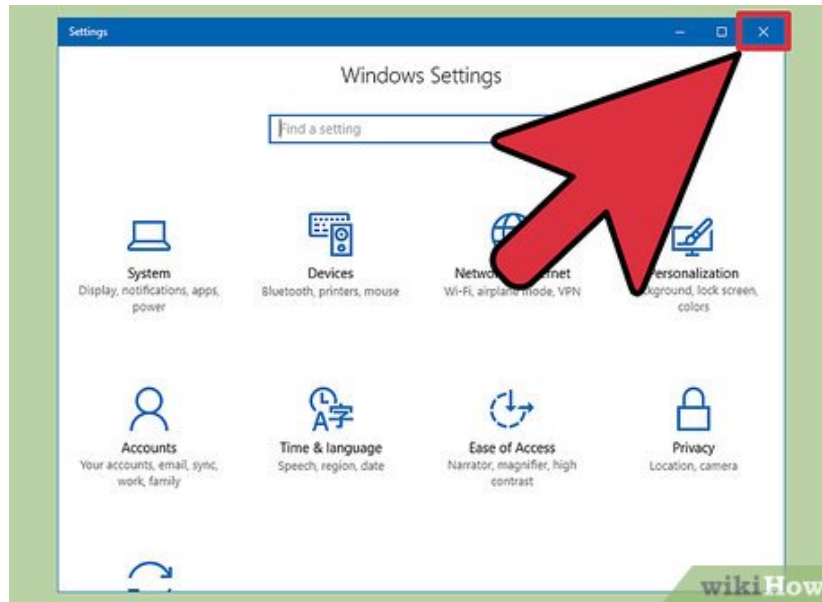 Settings
Windows Settings
Find a setting
System
Display, notifications, apps,
power
Devices
Bluetooth, printers, mouse
Wi-Fi, airplane mode, VPN
Personalization
lock screen,
colors
Accounts
Your accounts, email, sync,
work, family
Time & language
Speech, region, date
Ease of Access
Narrator, magnifier, high
contrast
Privacy
Location, camera
wikiHow